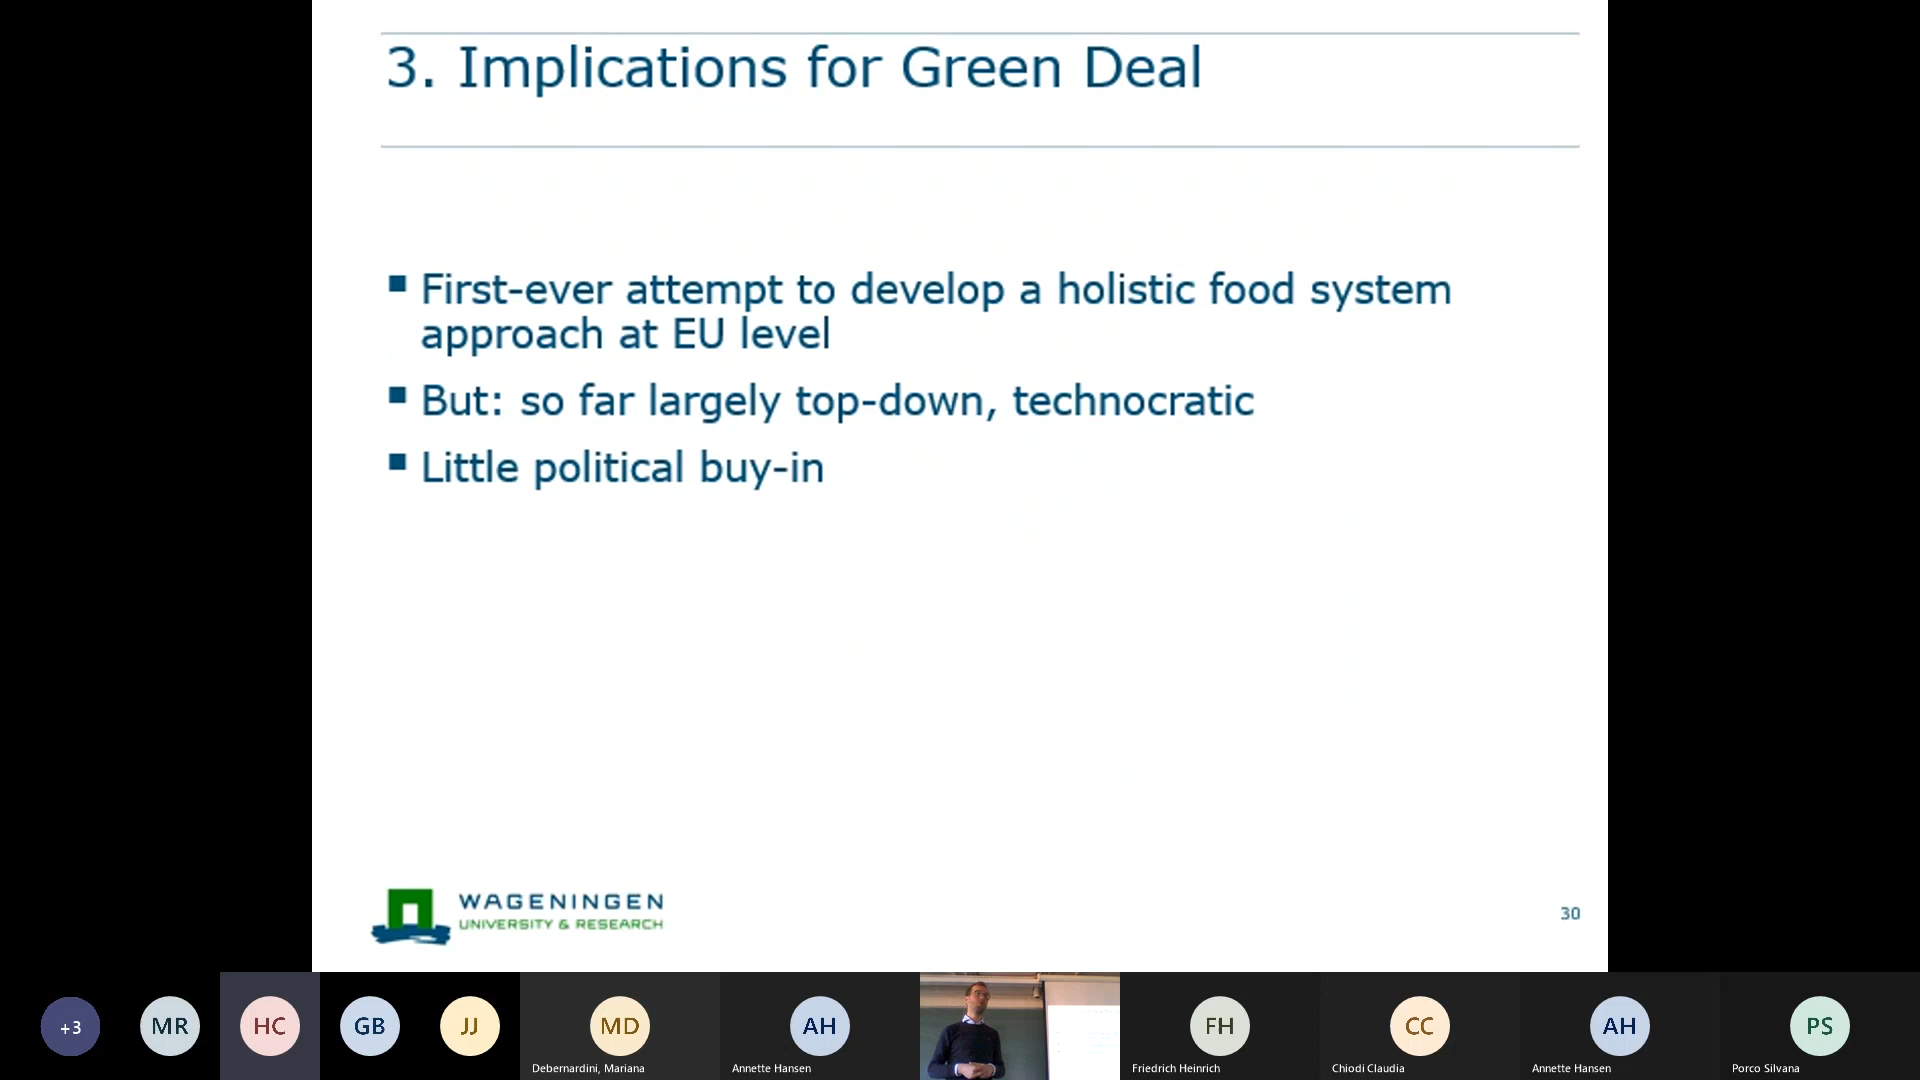 3. Implications for Green Deal
First-ever attempt to develop a holistic food system
approach at EU level
But: so far largely top-down, technocratic
Little political buy-in
WAGENINGEN
UNIVERSITY & RESEARCH
30
+3
MR
HC
GB
JJ
MD
Debernardini, Mariana
AH
Annette Hansen
FH
Friedrich Heinrich
CC
Chiodi Claudia
AH
Annette Hansen
PS
Porco Silvana